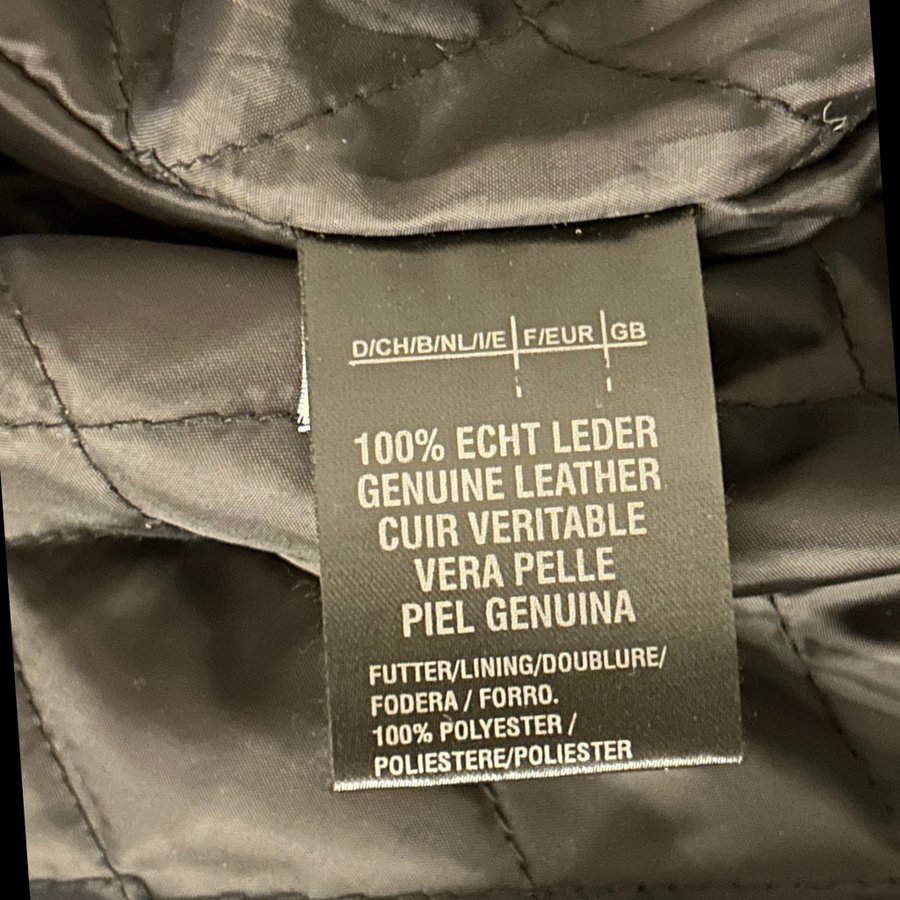 D/CH/B/NL/I/E F/EUR GB
100% ECHT LEDER
GENUINE LEATHER
CUIR VERITABLE
VERA PELLE
PIEL GENUINA
FUTTER/LINING/DOUBLURE/
FODERA / FORRO.
100% POLYESTER /
POLIESTERE/POLIESTER